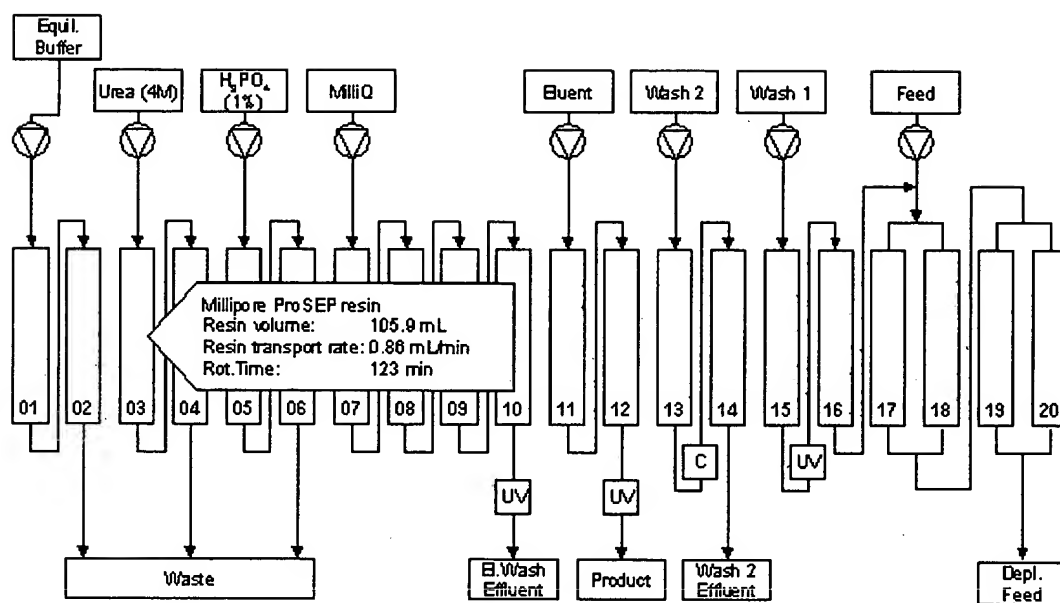 Equil.
Buffer
Urea (4M)
H₃PO₄
(1%)
MilliQ
Eluent
Wash 2
Wash 1
Feed
Millipore ProSEP resin
Resin volume: 105.9 mL
Resin transport rate: 0.86 mL/min
Rot.Time: 123 min
01 02 03 04 05 06 07 08 09 10 11 12 13 14 15 16 17 18 19 20
C
UV
UV
UV
Waste
El.Wash
Effluent
Product
Wash 2
Effluent
Depl.
Feed